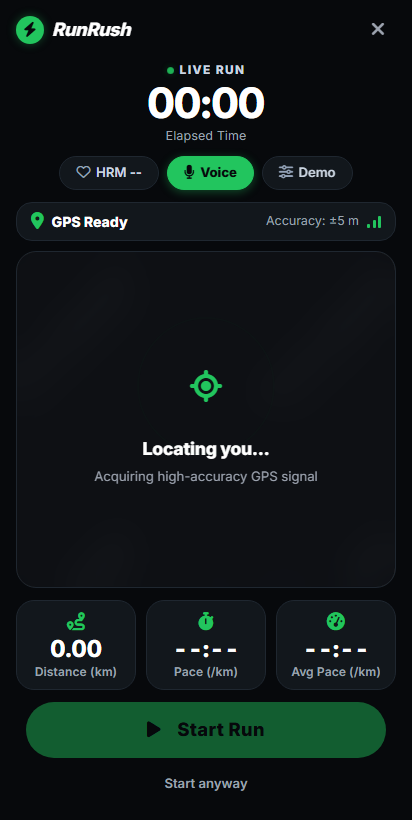 RunRush
LIVE RUN
00:00
Elapsed Time
HRM --
Voice
Demo
GPS Ready
Accuracy: ±5 m
Locating you...
Acquiring high-accuracy GPS signal
0.00
Distance (km)
--:--
Pace (/km)
--:--
Avg Pace (/km)
Start Run
Start anyway